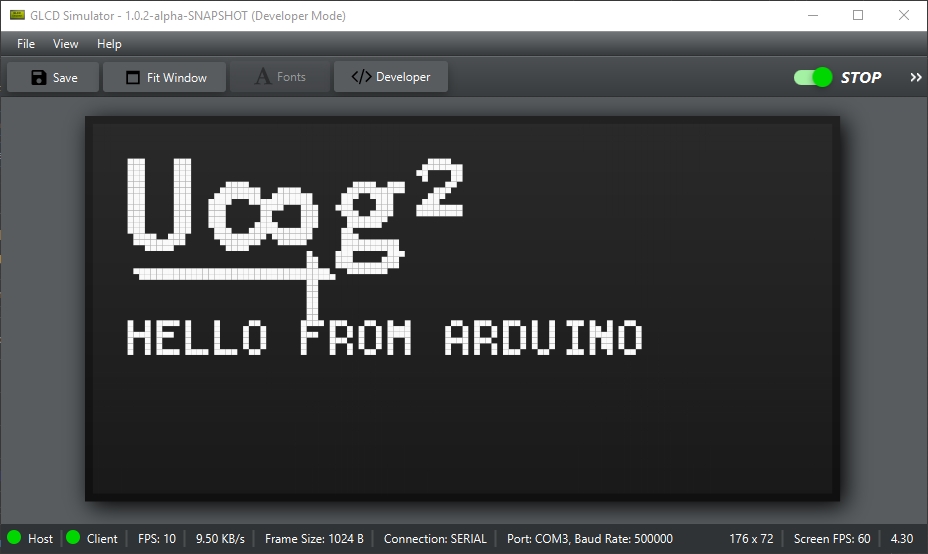 GLCD Simulator - 1.0.2-alpha-SNAPSHOT (Developer Mode)
File View Help
Save Fit Window Fonts Developer STOP
U∞g2
HELLO FROM ARDUINO
Host Client FPS: 10 9.50 KB/s Frame Size: 1024 B Connection: SERIAL Port: COM3, Baud Rate: 500000 176 x 72 Screen FPS: 60 4.30